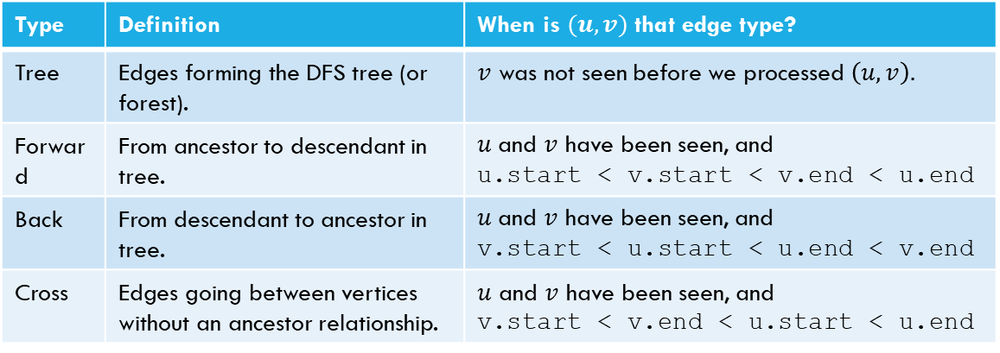 Type Definition When is (𝒖, 𝒗) that edge type?
Tree Edges forming the DFS tree (or forest). 𝑣 was not seen before we processed (𝑢, 𝑣).
Forwar
d
From ancestor to descendant in
tree.
𝑢 and 𝑣 have been seen, and
u.start < v.start < v.end < u.end
Back
From descendant to ancestor in
tree.
𝑢 and 𝑣 have been seen, and
v.start < u.start < u.end < v.end
Cross
Edges going between vertices
without an ancestor relationship.
𝑢 and 𝑣 have been seen, and
v.start < v.end < u.start < u.end